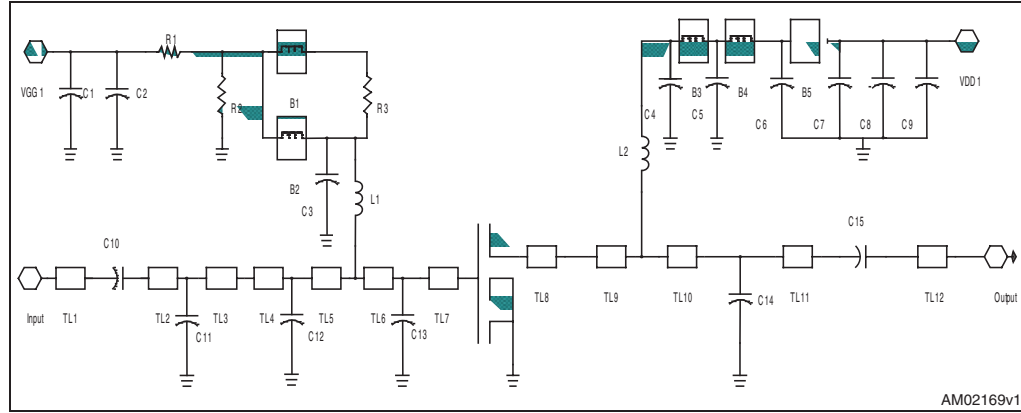 R1
VGG 1
C1
C2
R2
B1
R3
B2
C3
L1
C4
B3
C5
B4
C6
B5
C7
C8
C9
VDD 1
L2
C10
C15
Input
TL1
TL2
C11
TL3
TL4
C12
TL5
TL6
C13
TL7
TL8
TL9
TL10
C14
TL11
TL12
Output
AM02169v1